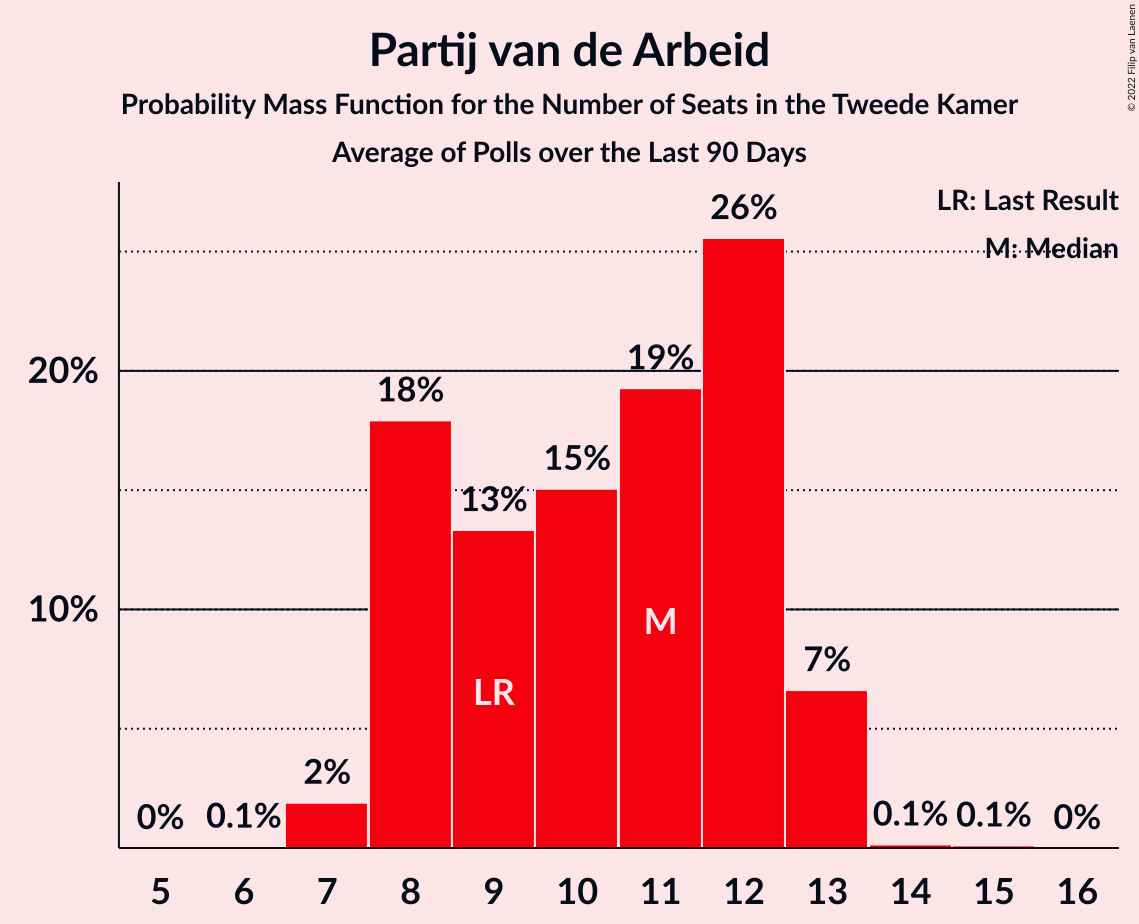 Partij van de Arbeid
Probability Mass Function for the Number of Seats in the Tweede Kamer
Average of Polls over the Last 90 Days
© 2022 Filip van Laenen
LR: Last Result
M: Median
26%
19%
18%
15%
13%
7%
2%
0%
0.1%
0.1%
0.1%
0%
20%
10%
M
LR
5 6 7 8 9 10 11 12 13 14 15 16